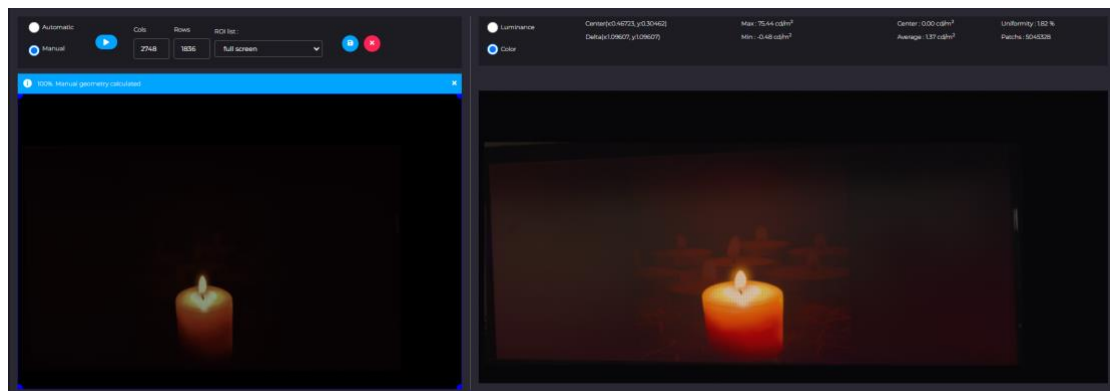 Automatic
Manual
Cols
Rows
ROI list:
2748
1836
full screen
100%. Manual geometry calculated
Luminance
Color
Center(x:0.46723, y:0.30462)
Delta(x1.09607, y:1.09607)
Max : 75.44 cd/m²
Min : -0.48 cd/m²
Center : 0.00 cd/m²
Average : 1.37 cd/m²
Uniformity : 1.82 %
Patchs : 5045328